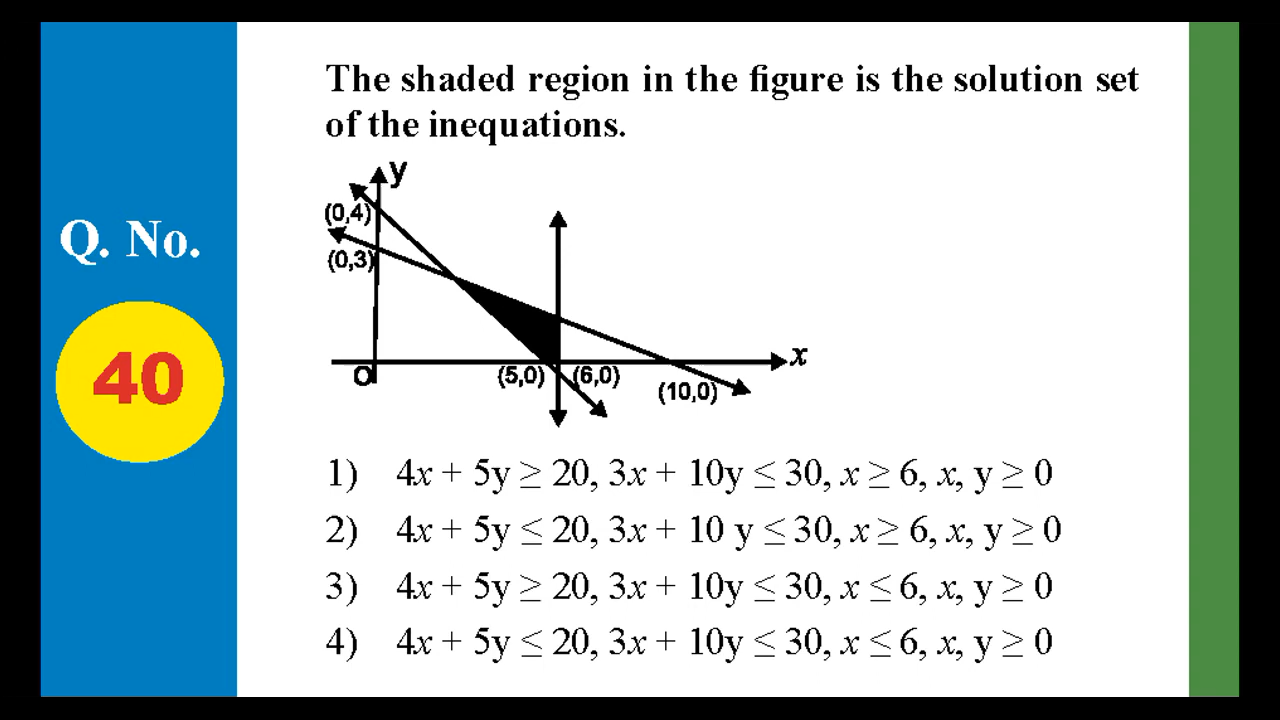 Q. No.
40
The shaded region in the figure is the solution set
of the inequations.
y
(0,4)
(0,3)
x
O
(5,0)
(6,0)
(10,0)
1) 4x + 5y ≥ 20, 3x + 10y ≤ 30, x ≥ 6, x, y ≥ 0
2) 4x + 5y ≤ 20, 3x + 10 y ≤ 30, x ≥ 6, x, y ≥ 0
3) 4x + 5y ≥ 20, 3x + 10y ≤ 30, x ≤ 6, x, y ≥ 0
4) 4x + 5y ≤ 20, 3x + 10y ≤ 30, x ≤ 6, x, y ≥ 0